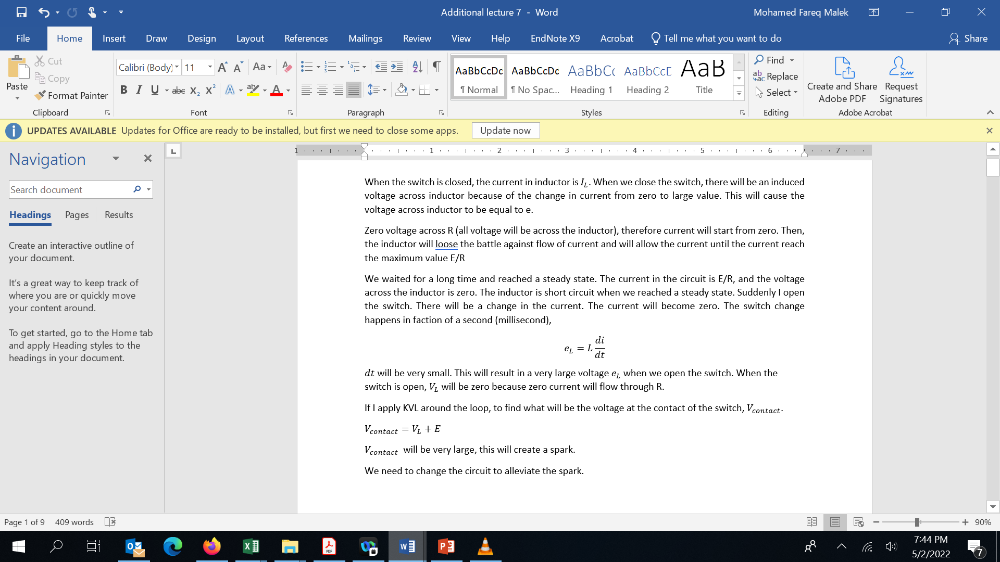 Additional lecture 7 - Word
Mohamed Fareq Malek
File Home Insert Draw Design Layout References Mailings Review View Help EndNote X9 Acrobat Tell me what you want to do Share
Paste
Cut
Copy
Format Painter
Clipboard
Calibri (Body) 11
Font
Paragraph
AaBbCcDc ¶ Normal
AaBbCcDc ¶ No Spac...
AaBbC( Heading 1
AaBbCcE Heading 2
AaB Title
Styles
Find
Replace
Select
Editing
Create and Share
Adobe PDF
Request
Signatures
Adobe Acrobat
UPDATES AVAILABLE Updates for Office are ready to be installed, but first we need to close some apps. Update now
Navigation
Search document
Headings Pages Results
Create an interactive outline of
your document.
It's a great way to keep track of
where you are or quickly move
your content around.
To get started, go to the Home tab
and apply Heading styles to the
headings in your document.
1 1 2 3 4 5 6 7
When the switch is closed, the current in inductor is I_L. When we close the switch, there will be an induced
voltage across inductor because of the change in current from zero to large value. This will cause the
voltage across inductor to be equal to e.
Zero voltage across R (all voltage will be across the inductor), therefore current will start from zero. Then,
the inductor will loose the battle against flow of current and will allow the current until the current reach
the maximum value E/R
We waited for a long time and reached a steady state. The current in the circuit is E/R, and the voltage
across the inductor is zero. The inductor is short circuit when we reached a steady state. Suddenly I open
the switch. There will be a change in the current. The current will become zero. The switch change
happens in faction of a second (millisecond),
e_L = L di/dt
dt will be very small. This will result in a very large voltage e_L when we open the switch. When the
switch is open, V_L will be zero because zero current will flow through R.
If I apply KVL around the loop, to find what will be the voltage at the contact of the switch, V_contact.
V_contact = V_L + E
V_contact will be very large, this will create a spark.
We need to change the circuit to alleviate the spark.
Page 1 of 9 409 words
90%
7:44 PM
5/2/2022
7